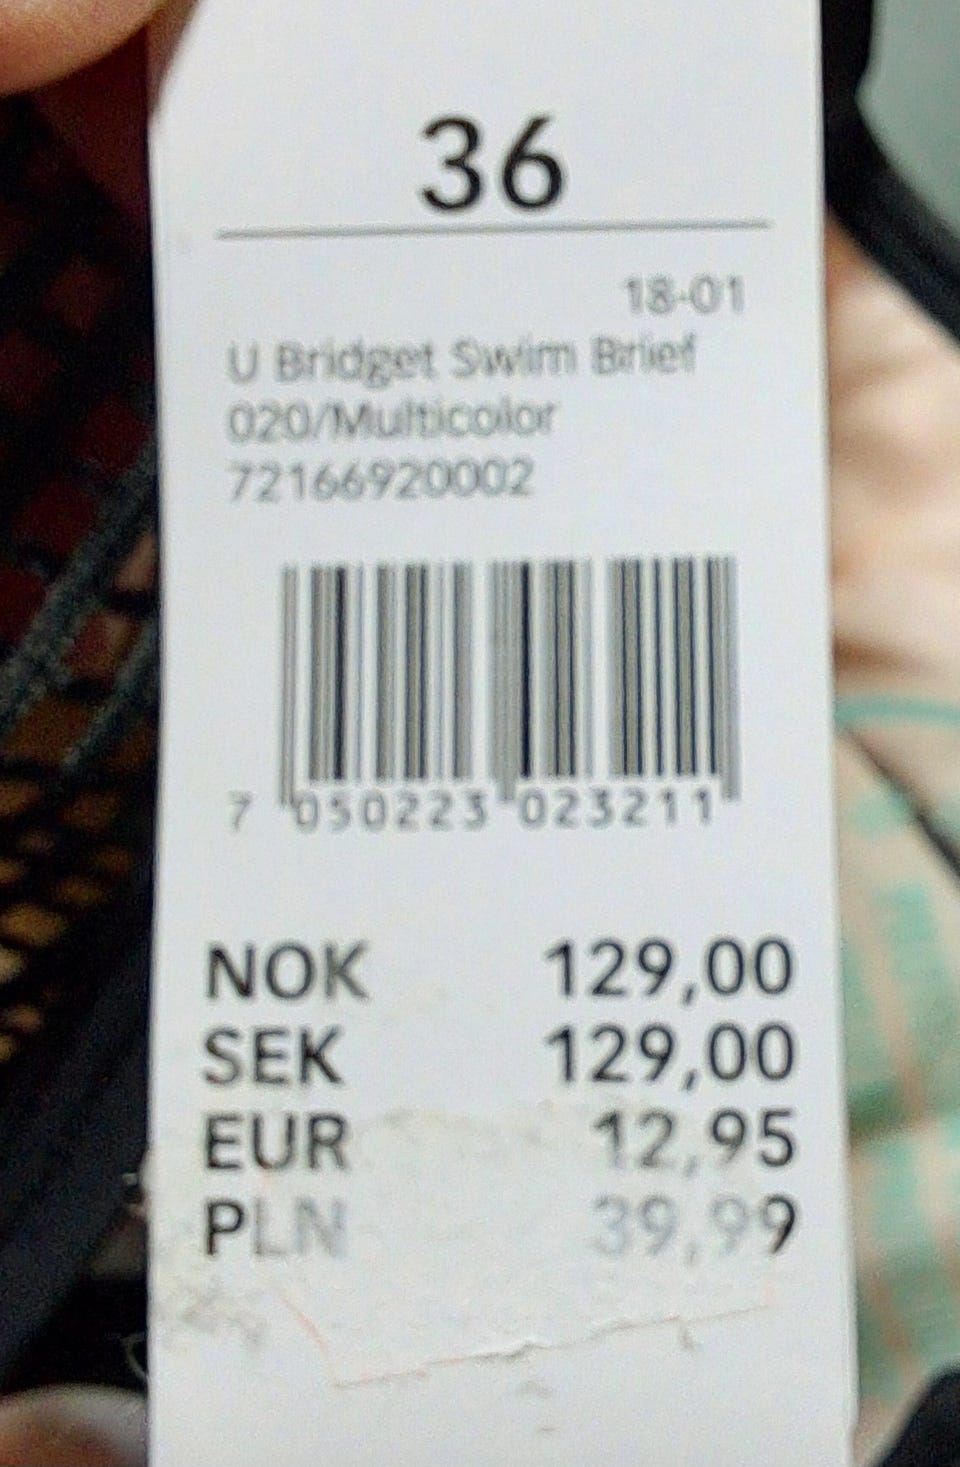 36
18-01
U Bridget Swim Brief
020/Multicolor
72166920002
7 050223 023211
NOK 129,00
SEK 129,00
EUR 12,95
PLN 39,99